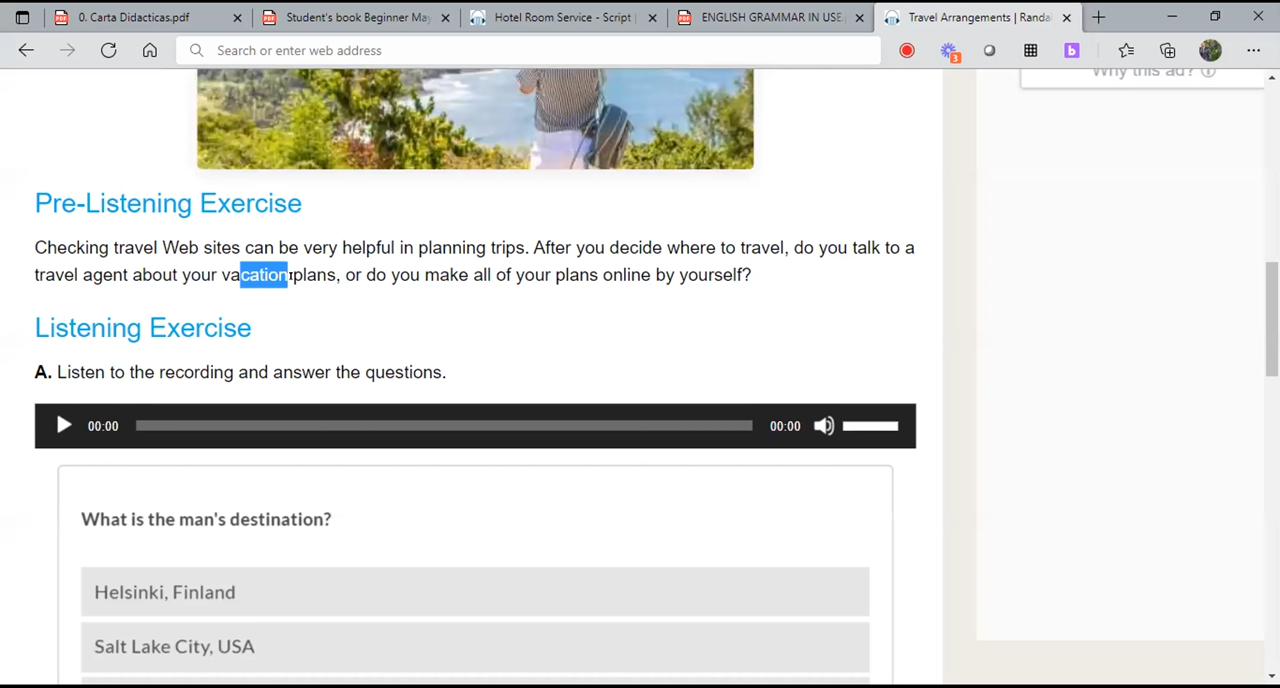 0. Carta Didacticas.pdf
Student's book Beginner May
Hotel Room Service - Script
ENGLISH GRAMMAR IN USE.
Travel Arrangements | Randa
Search or enter web address
3
b
Why this ad?
Pre-Listening Exercise
Checking travel Web sites can be very helpful in planning trips. After you decide where to travel, do you talk to a
travel agent about your vacation plans, or do you make all of your plans online by yourself?
Listening Exercise
A. Listen to the recording and answer the questions.
00:00
00:00
What is the man's destination?
Helsinki, Finland
Salt Lake City, USA